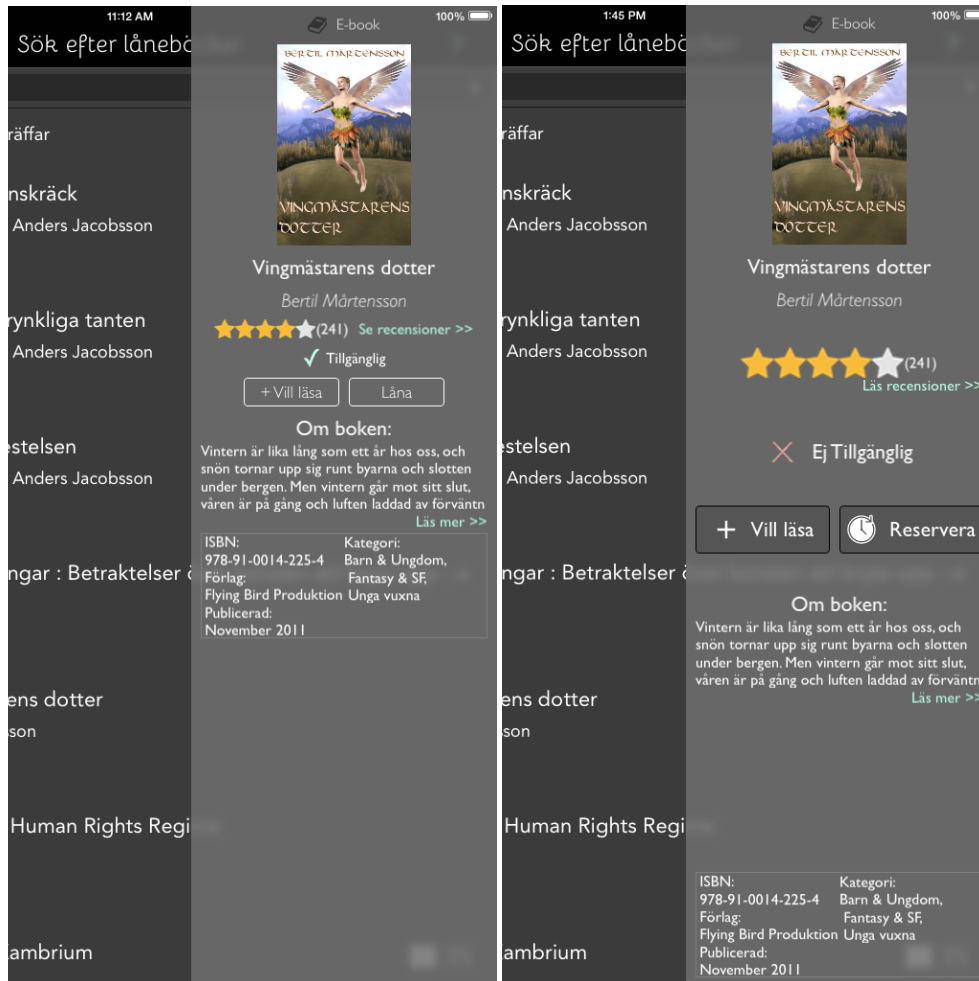 11:12 AM
Sök efter lånebö
räffar
nskräck
Anders Jacobsson
rynkliga tanten
Anders Jacobsson
estelsen
Anders Jacobsson
ngar : Betraktelser ö
ens dotter
son
Human Rights Regi
ambrium
100%
E-book
BERTIL MÅRTENSSON
VINGMÄSTARENS
DOTTER
Vingmästarens dotter
Bertil Mårtensson
(241) Se recensioner >>
Tillgänglig
+ Vill läsa
Låna
Om boken:
Vintern är lika lång som ett år hos oss, och
snön tornar upp sig runt byarna och slotten
under bergen. Men vintern går mot sitt slut,
våren är på gång och luften laddad av förväntn
Läs mer >>
ISBN:
978-91-0014-225-4
Förlag:
Flying Bird Produktion
Publicerad:
November 2011
Kategori:
Barn & Ungdom,
Fantasy & SF,
Unga vuxna
1:45 PM
Sök efter lånebö
räffar
nskräck
Anders Jacobsson
rynkliga tanten
Anders Jacobsson
estelsen
Anders Jacobsson
ngar : Betraktelser ö
ens dotter
son
Human Rights Regi
ambrium
100%
E-book
BERTIL MÅRTENSSON
VINGMÄSTARENS
DOTTER
Vingmästarens dotter
Bertil Mårtensson
(241)
Läs recensioner >>
Ej Tillgänglig
+ Vill läsa
Reservera
Om boken:
Vintern är lika lång som ett år hos oss, och
snön tornar upp sig runt byarna och slotten
under bergen. Men vintern går mot sitt slut,
våren är på gång och luften laddad av förväntn
Läs mer >>
ISBN:
978-91-0014-225-4
Förlag:
Flying Bird Produktion
Publicerad:
November 2011
Kategori:
Barn & Ungdom,
Fantasy & SF,
Unga vuxna